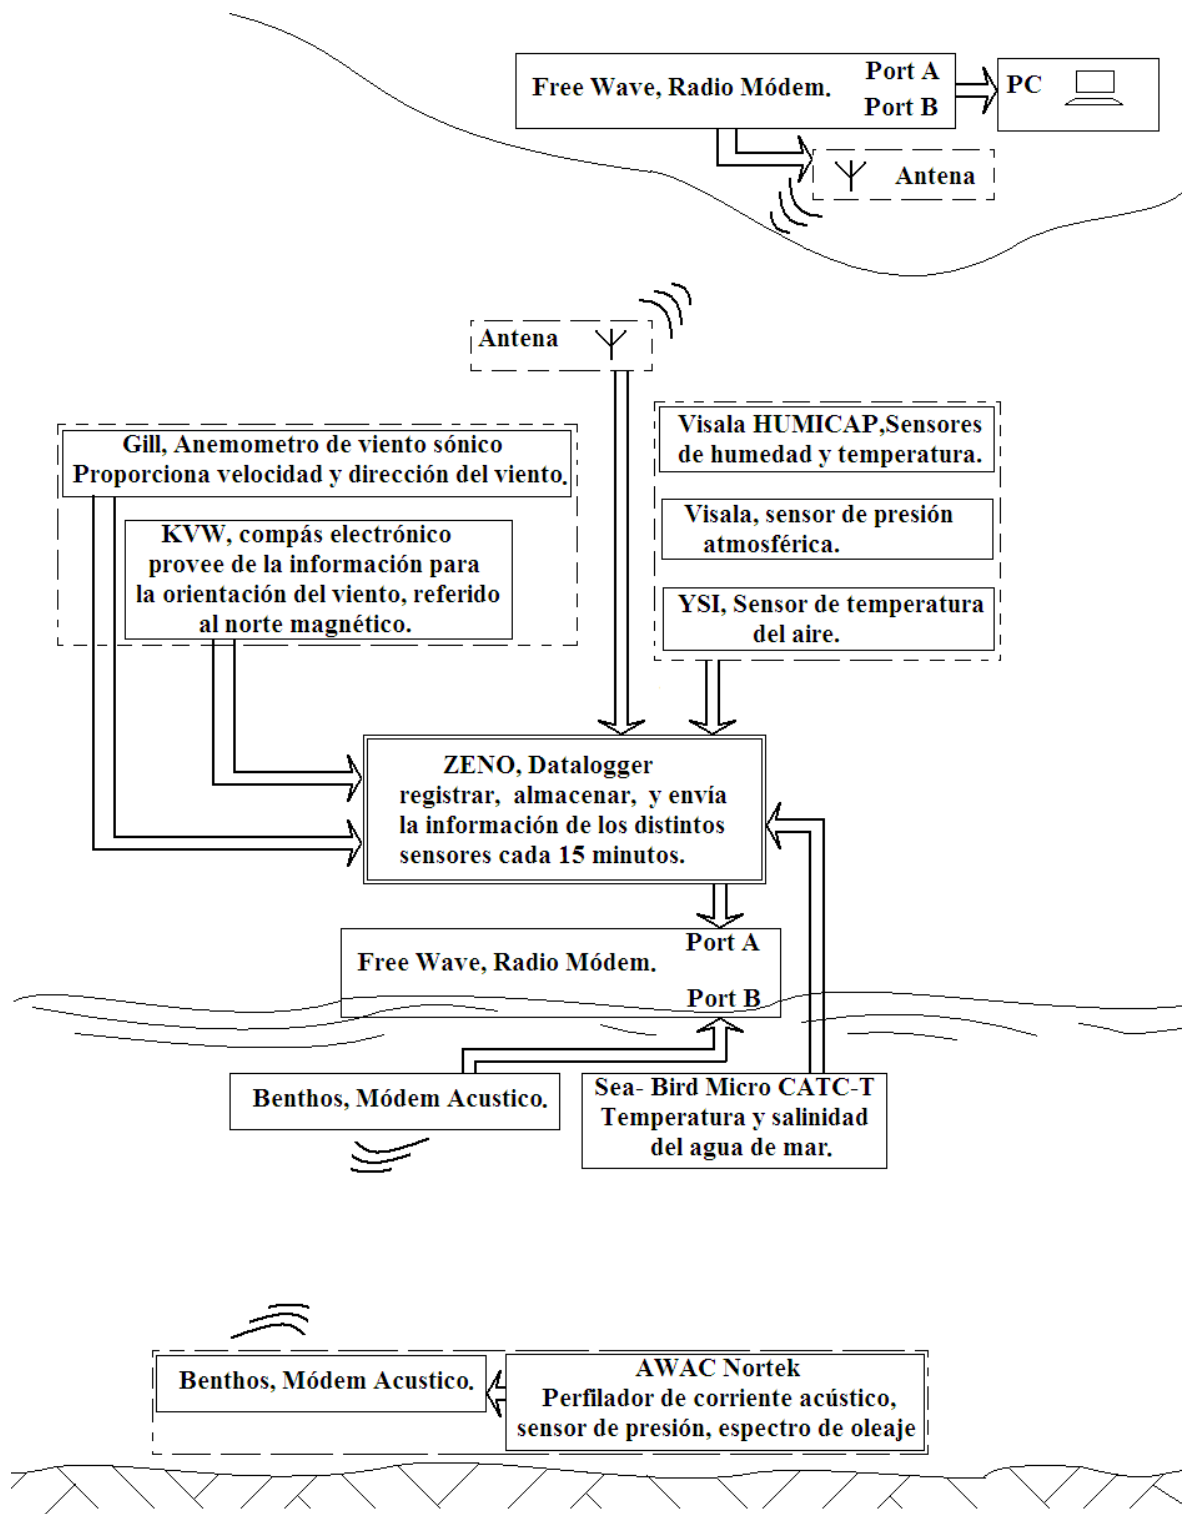 Free Wave, Radio Módem.
Port A
Port B
PC
Antena
Antena
Gill, Anemometro de viento sónico
Proporciona velocidad y dirección del viento.
KVW, compás electrónico
provee de la información para
la orientación del viento, referido
al norte magnético.
Visala HUMICAP,Sensores
de humedad y temperatura.
Visala, sensor de presión
atmosférica.
YSI, Sensor de temperatura
del aire.
ZENO, Datalogger
registrar, almacenar, y envía
la información de los distintos
sensores cada 15 minutos.
Port A
Free Wave, Radio Módem.
Port B
Benthos, Módem Acustico.
Sea- Bird Micro CATC-T
Temperatura y salinidad
del agua de mar.
Benthos, Módem Acustico.
AWAC Nortek
Perfilador de corriente acústico,
sensor de presión, espectro de oleaje